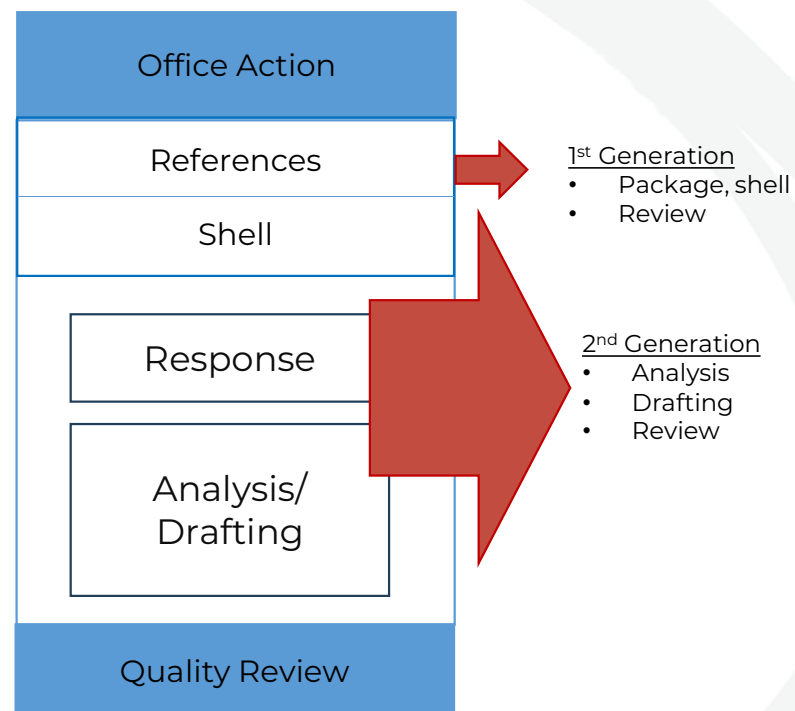 Office Action
References
Shell
Response
Analysis/
Drafting
Quality Review
1st Generation
• Package, shell
• Review
2nd Generation
• Analysis
• Drafting
• Review